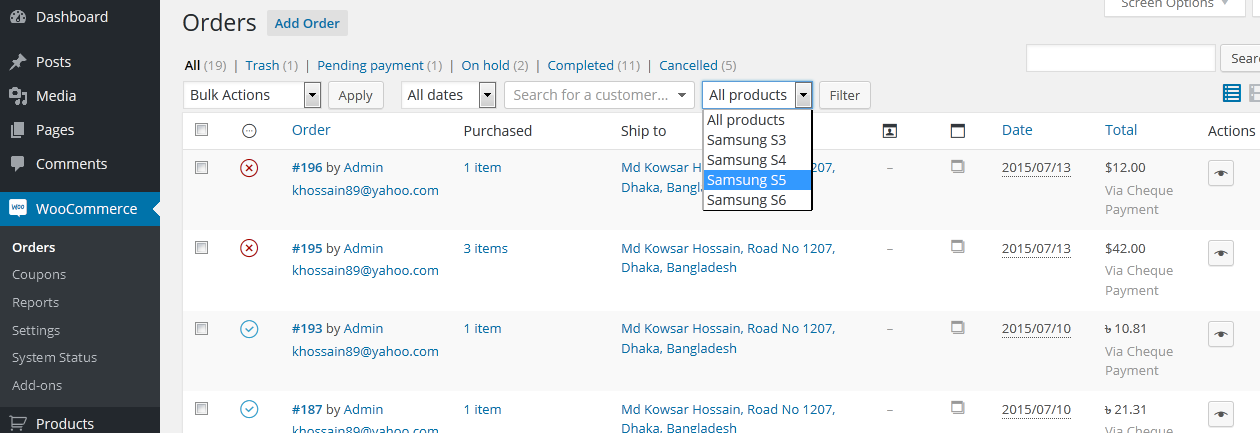 Dashboard
Posts
Media
Pages
Comments
WOO WooCommerce
Orders
Coupons
Reports
Settings
System Status
Add-ons
Products
Screen Options
Orders Add Order
All (19) | Trash (1) | Pending payment (1) | On hold (2) | Completed (11) | Cancelled (5)
Bulk Actions Apply All dates Search for a customer... All products Filter
All products
Samsung S3
Samsung S4
Samsung S5
Samsung S6
Order Purchased Ship to Date Total Actions
#196 by Admin 1 item Md Kowsar 207, – 2015/07/13 $12.00
khossain89@yahoo.com Dhaka, Via Cheque
Payment
#195 by Admin 3 items Md Kowsar Hossain, Road No 1207, 2015/07/13 $42.00
khossain89@yahoo.com Dhaka, Bangladesh Via Cheque
Payment
#193 by Admin 1 item Md Kowsar Hossain, Road No 1207, – 2015/07/10 ৳ 10.81
khossain89@yahoo.com Dhaka, Bangladesh Via Cheque
Payment
#187 by Admin 1 item Md Kowsar Hossain, Road No 1207, – 2015/07/10 ৳ 21.31
khossain89@yahoo.com Dhaka, Bangladesh Via Cheque